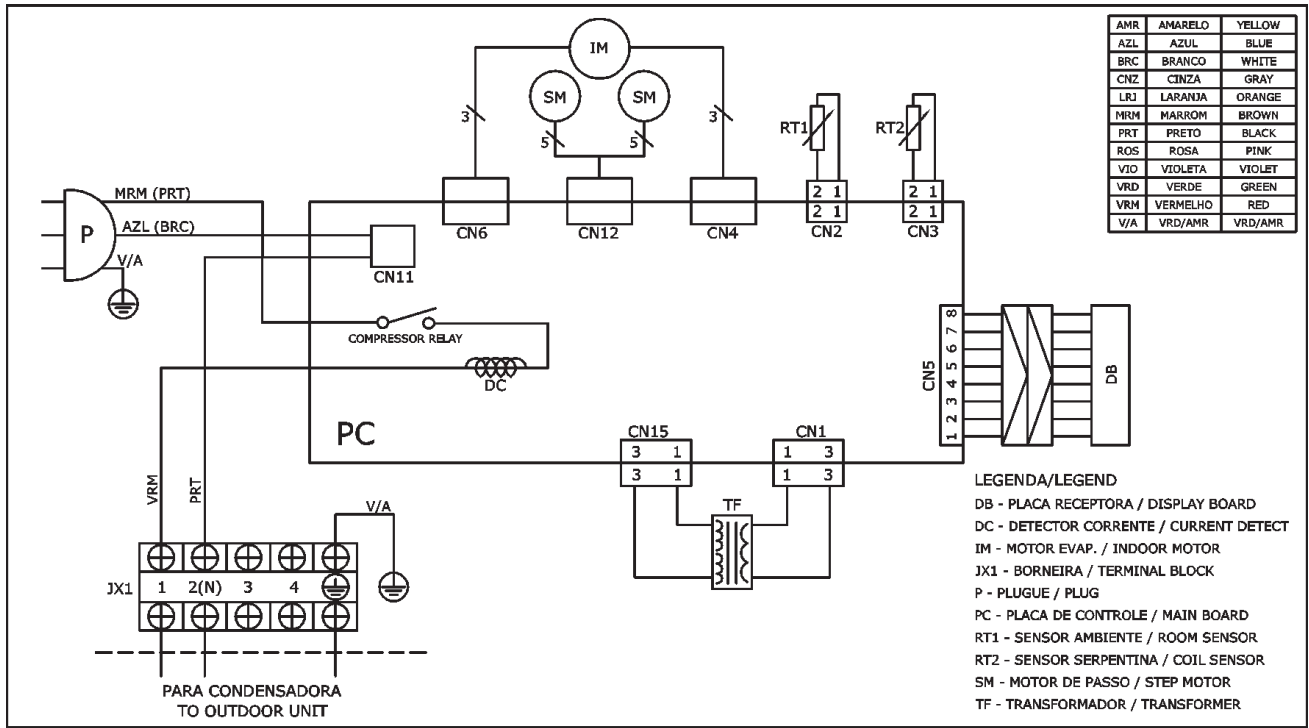 IM
SM
SM
3
5
5
3
RT1
RT2
2 1
2 1
2 1
2 1
CN6
CN12
CN4
CN2
CN3
AMR AMARELO YELLOW
AZL AZUL BLUE
BRC BRANCO WHITE
CNZ CINZA GRAY
LRJ LARANJA ORANGE
MRM MARROM BROWN
PRT PRETO BLACK
ROS ROSA PINK
VIO VIOLETA VIOLET
VRD VERDE GREEN
VRM VERMELHO RED
V/A VRD/AMR VRD/AMR
P
MRM (PRT)
AZL (BRC)
V/A
CN11
COMPRESSOR RELAY
DC
PC
CN5
8
7
6
5
4
3
2
1
DB
CN15
3 1
3 1
CN1
1 3
1 3
TF
VRM
PRT
V/A
JX1
1 2(N) 3 4
PARA CONDENSADORA
TO OUTDOOR UNIT
LEGENDA/LEGEND
DB - PLACA RECEPTORA / DISPLAY BOARD
DC - DETECTOR CORRENTE / CURRENT DETECT
IM - MOTOR EVAP. / INDOOR MOTOR
JX1 - BORNEIRA / TERMINAL BLOCK
P - PLUGUE / PLUG
PC - PLACA DE CONTROLE / MAIN BOARD
RT1 - SENSOR AMBIENTE / ROOM SENSOR
RT2 - SENSOR SERPENTINA / COIL SENSOR
SM - MOTOR DE PASSO / STEP MOTOR
TF - TRANSFORMADOR / TRANSFORMER